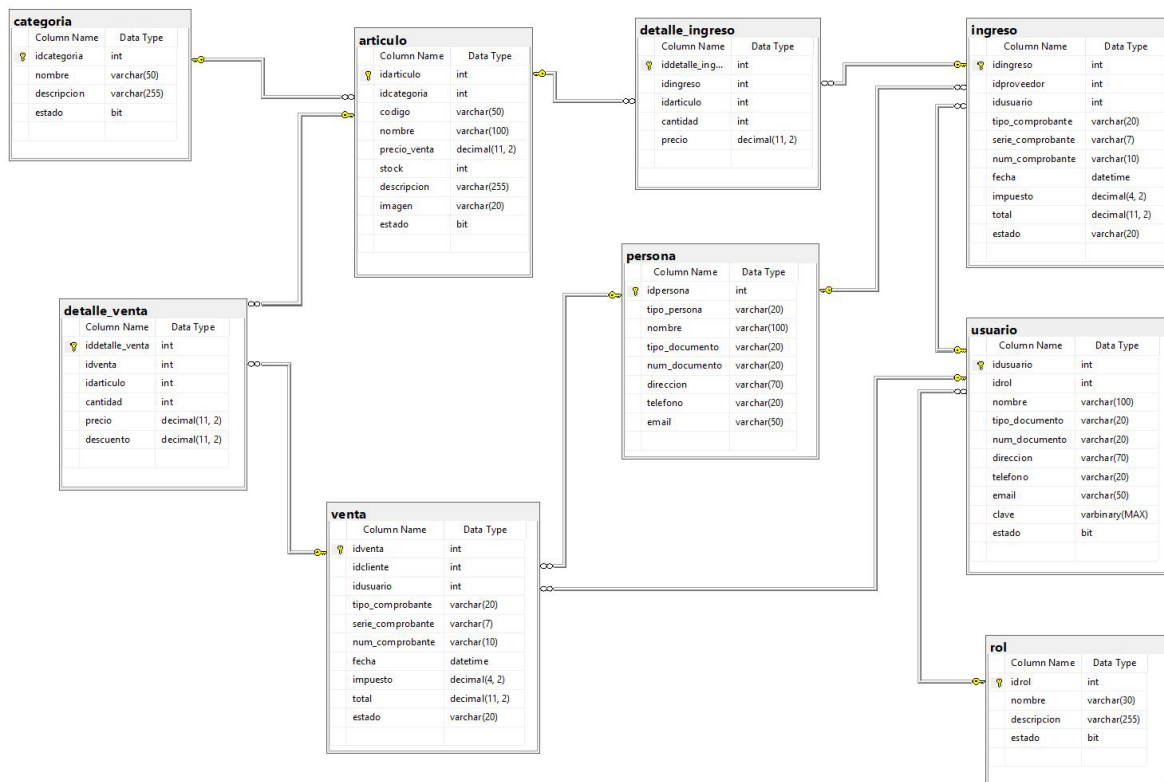 categoria
Column Name Data Type
idcategoria int
nombre varchar(50)
descripcion varchar(255)
estado bit
articulo
Column Name Data Type
idarticulo int
idcategoria int
codigo varchar(50)
nombre varchar(100)
precio_venta decimal(11, 2)
stock int
descripcion varchar(255)
imagen varchar(20)
estado bit
detalle_ingreso
Column Name Data Type
iddetalle_ing... int
idingreso int
idarticulo int
cantidad int
precio decimal(11, 2)
ingreso
Column Name Data Type
idingreso int
idproveedor int
idusuario int
tipo_comprobante varchar(20)
serie_comprobante varchar(7)
num_comprobante varchar(10)
fecha datetime
impuesto decimal(4, 2)
total decimal(11, 2)
estado varchar(20)
persona
Column Name Data Type
idpersona int
tipo_persona varchar(20)
nombre varchar(100)
tipo_documento varchar(20)
num_documento varchar(20)
direccion varchar(70)
telefono varchar(20)
email varchar(50)
detalle_venta
Column Name Data Type
iddetalle_venta int
idventa int
idarticulo int
cantidad int
precio decimal(11, 2)
descuento decimal(11, 2)
usuario
Column Name Data Type
idusuario int
idrol int
nombre varchar(100)
tipo_documento varchar(20)
num_documento varchar(20)
direccion varchar(70)
telefono varchar(20)
email varchar(50)
clave varbinary(MAX)
estado bit
venta
Column Name Data Type
idventa int
idcliente int
idusuario int
tipo_comprobante varchar(20)
serie_comprobante varchar(7)
num_comprobante varchar(10)
fecha datetime
impuesto decimal(4, 2)
total decimal(11, 2)
estado varchar(20)
rol
Column Name Data Type
idrol int
nombre varchar(30)
descripcion varchar(255)
estado bit